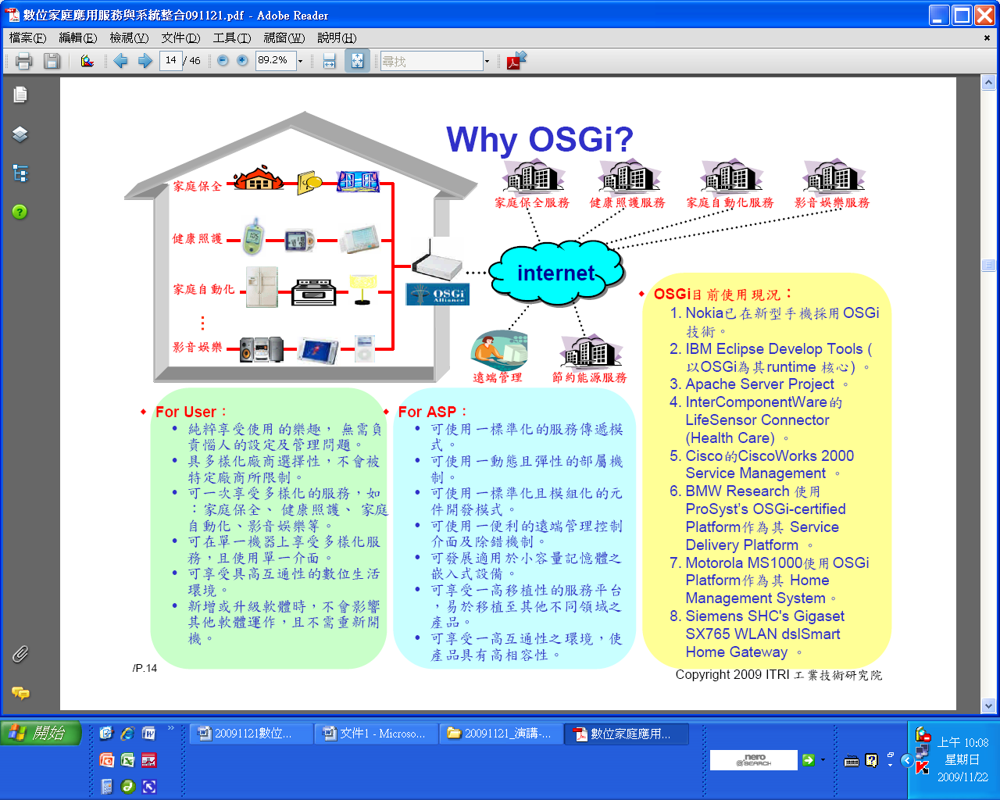 數位家庭應用服務與系統整合091121.pdf - Adobe Reader
檔案(F) 編輯(E) 檢視(V) 文件(D) 工具(T) 視窗(W) 說明(H)
14 / 46 89.2% 尋找
Why OSGi?
家庭保全
健康照護
家庭自動化
影音娛樂
OSGi
Alliance
家庭保全服務 健康照護服務 家庭自動化服務 影音娛樂服務
internet
遠端管理 節約能源服務
For User：
純粹享受使用的樂趣，無需負
責惱人的設定及管理問題。
具多樣化廠商選擇性，不會被
特定廠商所限制。
可一次享受多樣化的服務，如
：家庭保全、健康照護、家庭
自動化、影音娛樂等。
可在單一機器上享受多樣化服
務，且使用單一介面。
可享受具高互通性的數位生活
環境。
新增或升級軟體時，不會影響
其他軟體運作，且不需重新開
機。
For ASP：
可使用一標準化的服務傳遞模
式。
可使用一動態且彈性的部屬機
制。
可使用一標準化且模組化的元
件開發模式。
可使用一便利的遠端管理控制
介面及除錯機制。
可發展適用於小容量記憶體之
嵌入式設備。
可享受一高移植性的服務平台
，易於移植至其他不同領域之
產品。
可享受一高互通性之環境，使
產品具有高相容性。
OSGi目前使用現況：
1. Nokia已在新型手機採用OSGi
技術。
2. IBM Eclipse Develop Tools (
以OSGi為其runtime 核心) 。
3. Apache Server Project 。
4. InterComponentWare的
LifeSensor Connector
(Health Care) 。
5. Cisco的CiscoWorks 2000
Service Management 。
6. BMW Research 使用
ProSyst's OSGi-certified
Platform作為其 Service
Delivery Platform 。
7. Motorola MS1000使用OSGi
Platform作為其 Home
Management System。
8. Siemens SHC's Gigaset
SX765 WLAN dslSmart
Home Gateway 。
/P.14
Copyright 2009 ITRI 工業技術研究院
開始
20091121數位...
文件1 - Microso...
20091121_演講-...
數位家庭應用...
nero
SEARCH
上午 10:08
星期日
2009/11/22